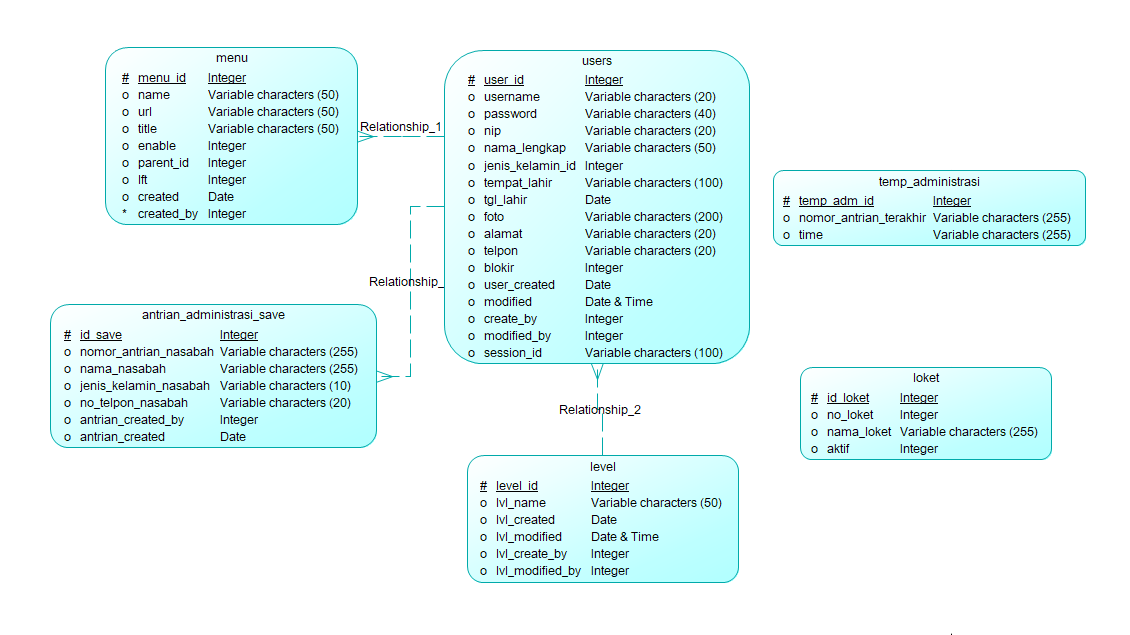 menu
# menu_id Integer
o name Variable characters (50)
o url Variable characters (50)
o title Variable characters (50)
o enable Integer
o parent_id Integer
o lft Integer
o created Date
* created_by Integer
Relationship_1
users
# user_id Integer
o username Variable characters (20)
o password Variable characters (40)
o nip Variable characters (20)
o nama_lengkap Variable characters (50)
o jenis_kelamin_id Integer
o tempat_lahir Variable characters (100)
o tgl_lahir Date
o foto Variable characters (200)
o alamat Variable characters (20)
o telpon Variable characters (20)
o blokir Integer
o user_created Date
o modified Date & Time
o create_by Integer
o modified_by Integer
o session_id Variable characters (100)
temp_administrasi
# temp_adm_id Integer
o nomor_antrian_terakhir Variable characters (255)
o time Variable characters (255)
Relationship_
antrian_administrasi_save
# id_save Integer
o nomor_antrian_nasabah Variable characters (255)
o nama_nasabah Variable characters (255)
o jenis_kelamin_nasabah Variable characters (10)
o no_telpon_nasabah Variable characters (20)
o antrian_created_by Integer
o antrian_created Date
Relationship_2
loket
# id_loket Integer
o no_loket Integer
o nama_loket Variable characters (255)
o aktif Integer
level
# level_id Integer
o lvl_name Variable characters (50)
o lvl_created Date
o lvl_modified Date & Time
o lvl_create_by Integer
o lvl_modified_by Integer